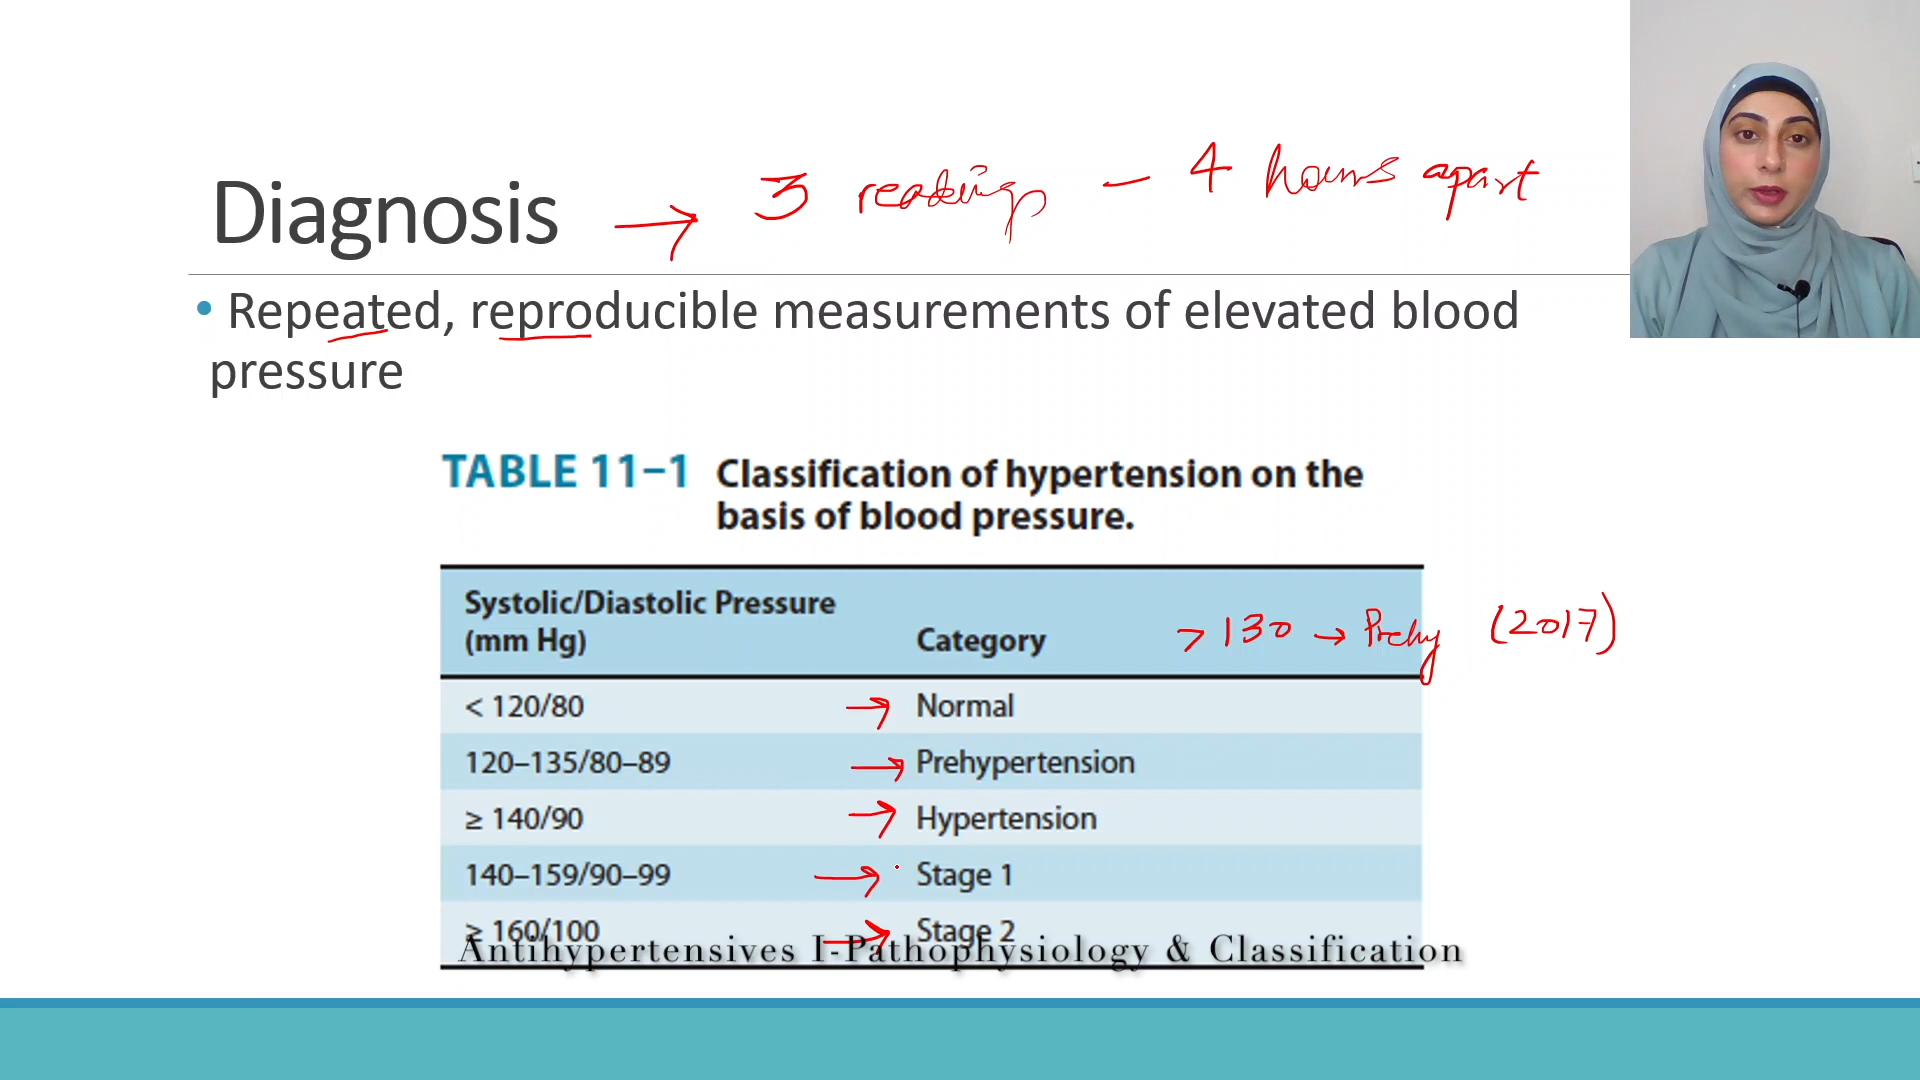 Diagnosis → 3 readings – 4 hours apart
• Repeated, reproducible measurements of elevated blood
pressure
TABLE 11–1 Classification of hypertension on the
basis of blood pressure.
Systolic/Diastolic Pressure
(mm Hg) Category > 130 → Prehy (2017)
< 120/80 → Normal
120–135/80–89 → Prehypertension
≥ 140/90 → Hypertension
140–159/90–99 → Stage 1
≥ 160/100 → Stage 2
Antihypertensives I-Pathophysiology & Classification